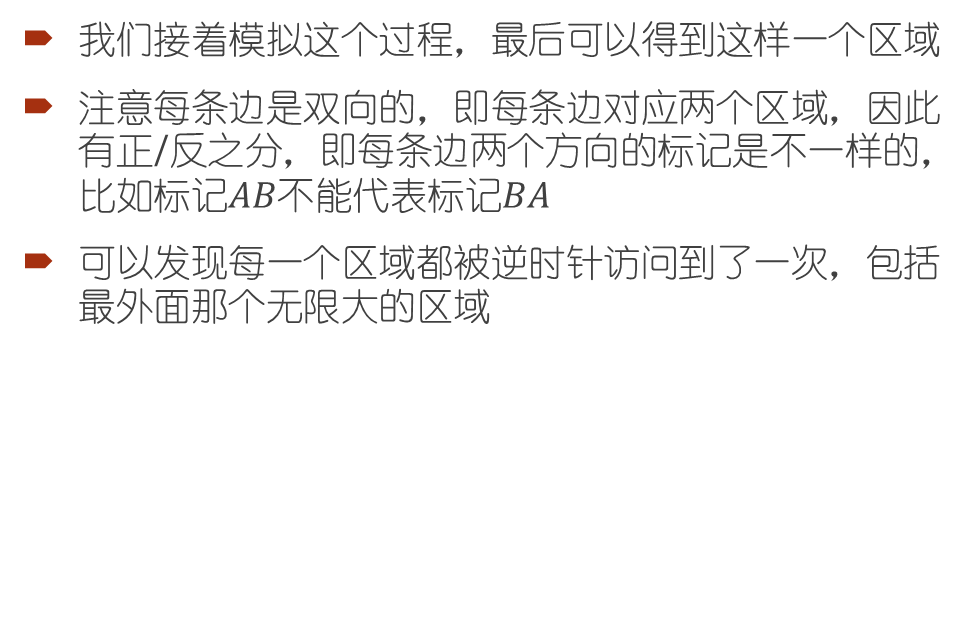 我们接着模拟这个过程，最后可以得到这样一个区域
注意每条边是双向的，即每条边对应两个区域，因此
有正/反之分，即每条边两个方向的标记是不一样的，
比如标记AB不能代表标记BA
可以发现每一个区域都被逆时针访问到了一次，包括
最外面那个无限大的区域